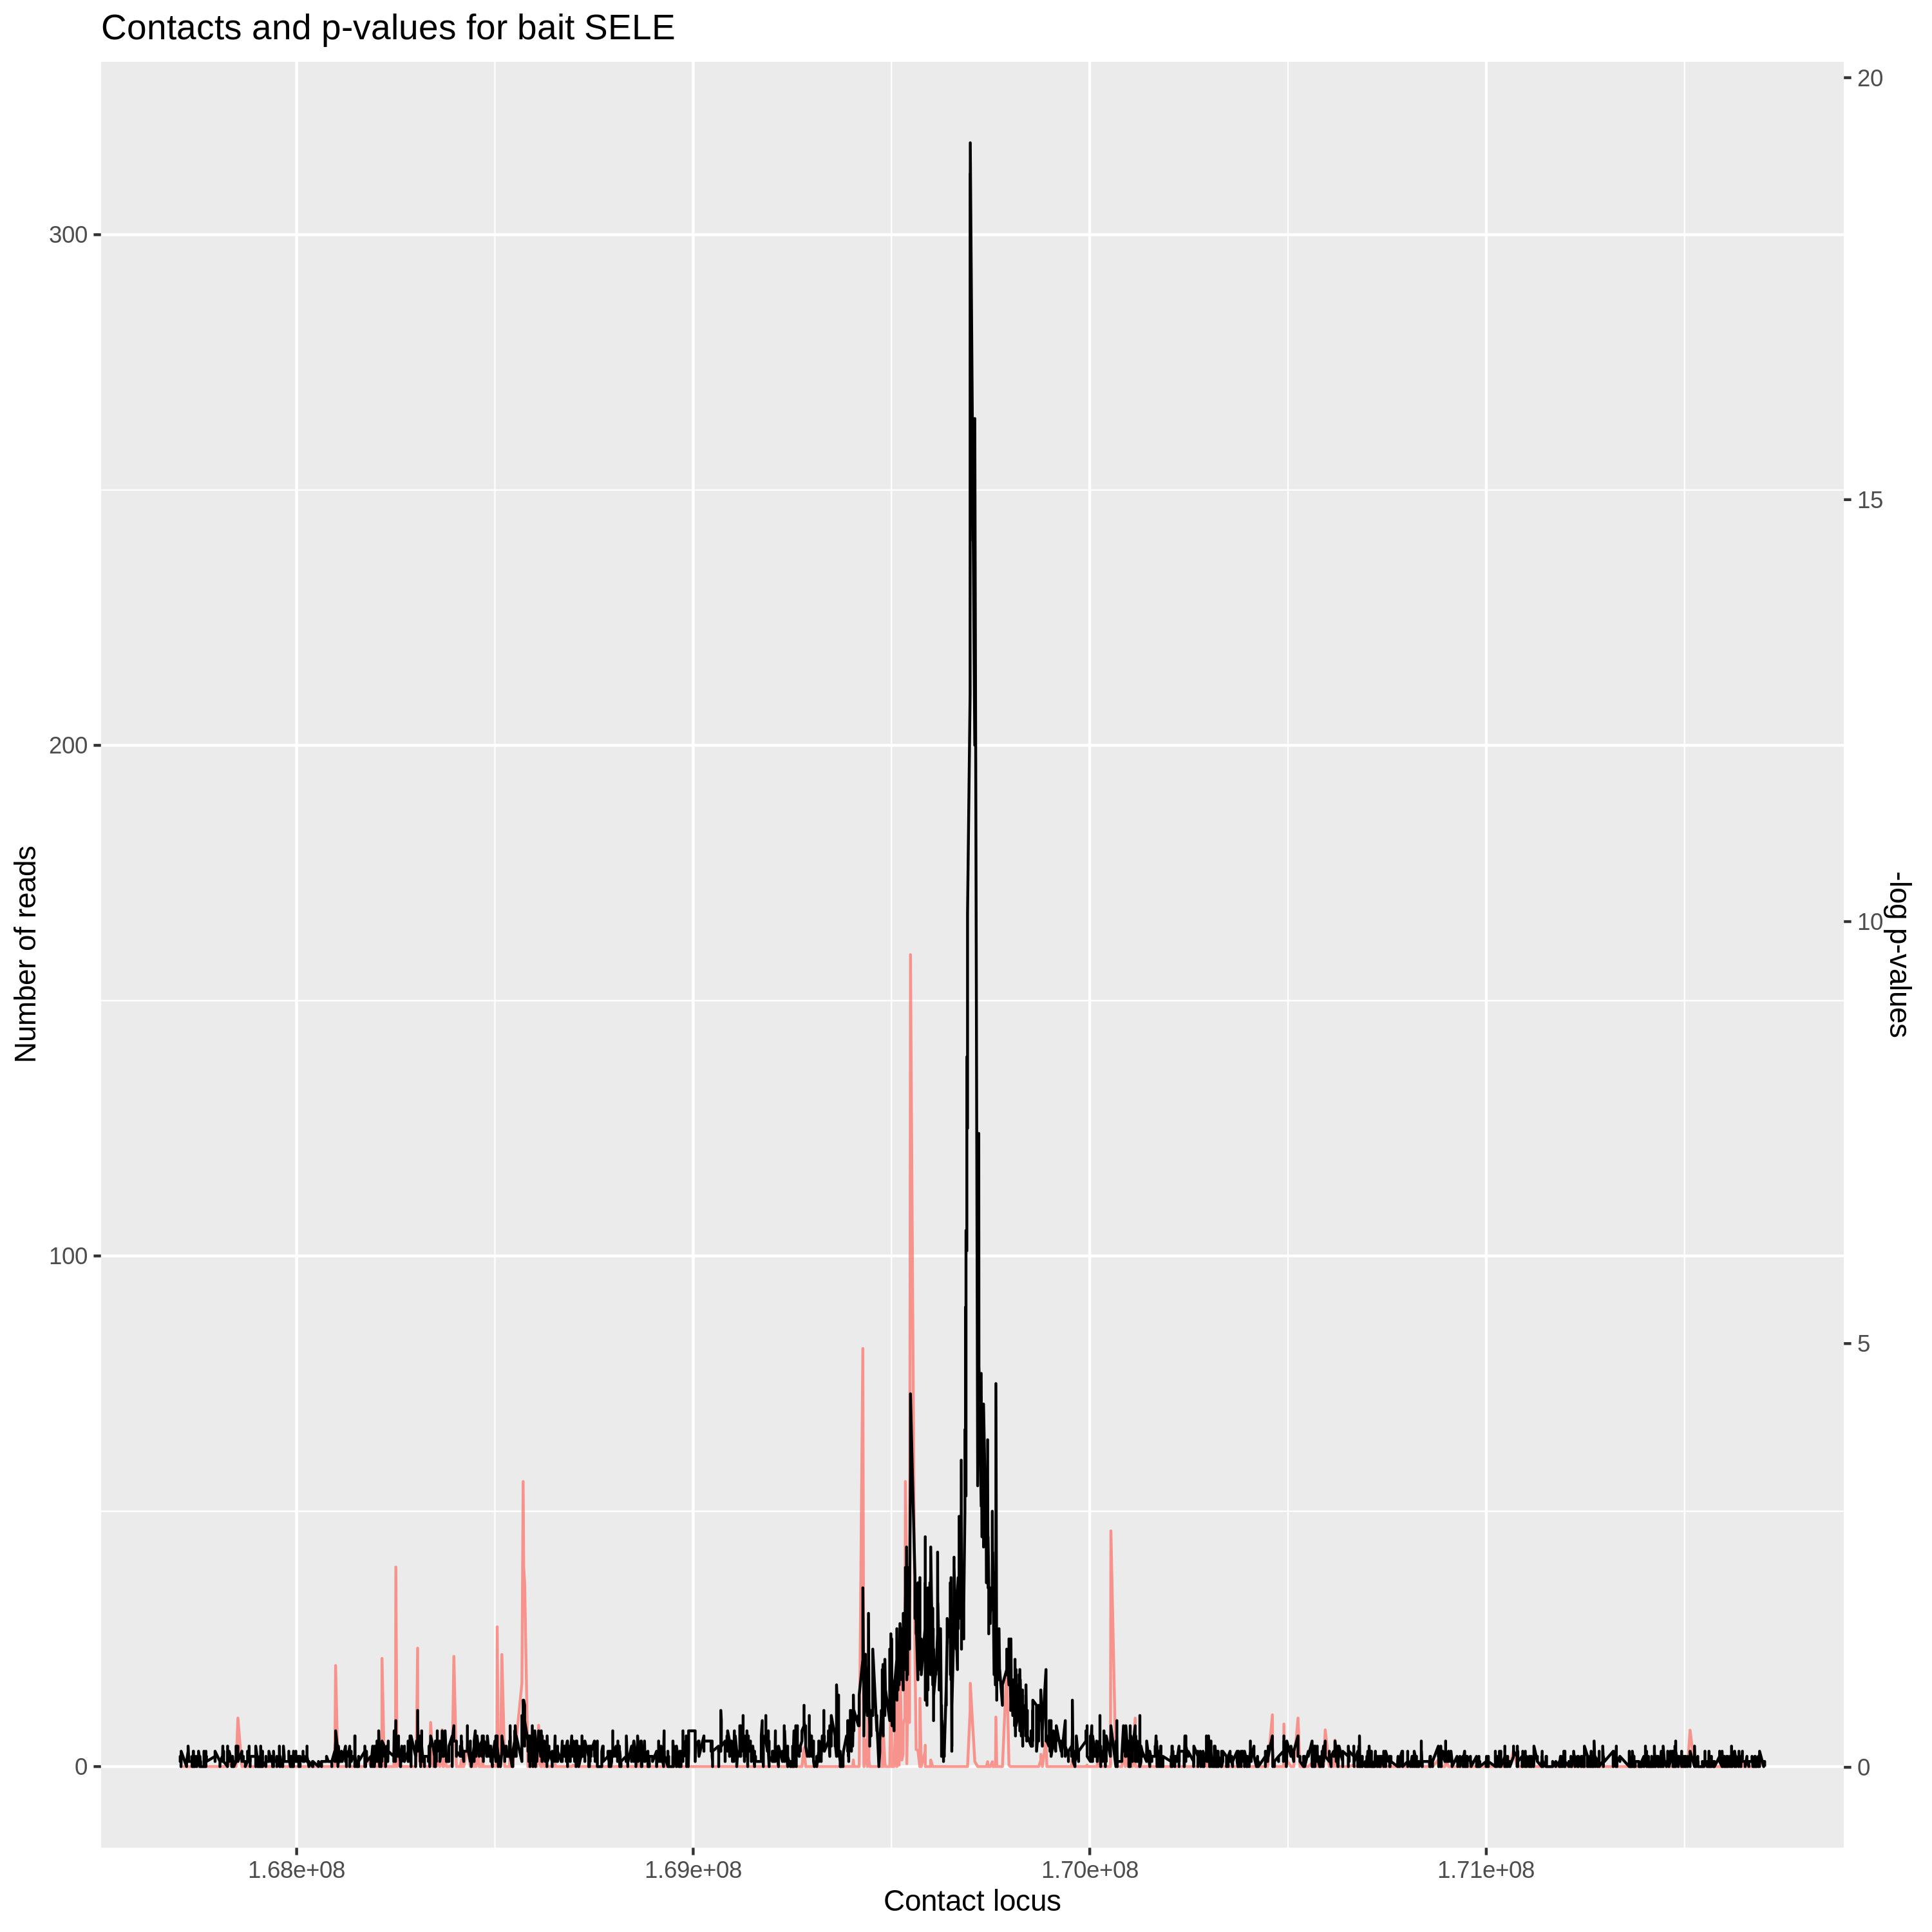 Contacts and p-values for bait SELE
20
300
15
200
10
100
5
0
0
Number of reads
-log p-values
1.68e+08
1.69e+08
1.70e+08
1.71e+08
Contact locus